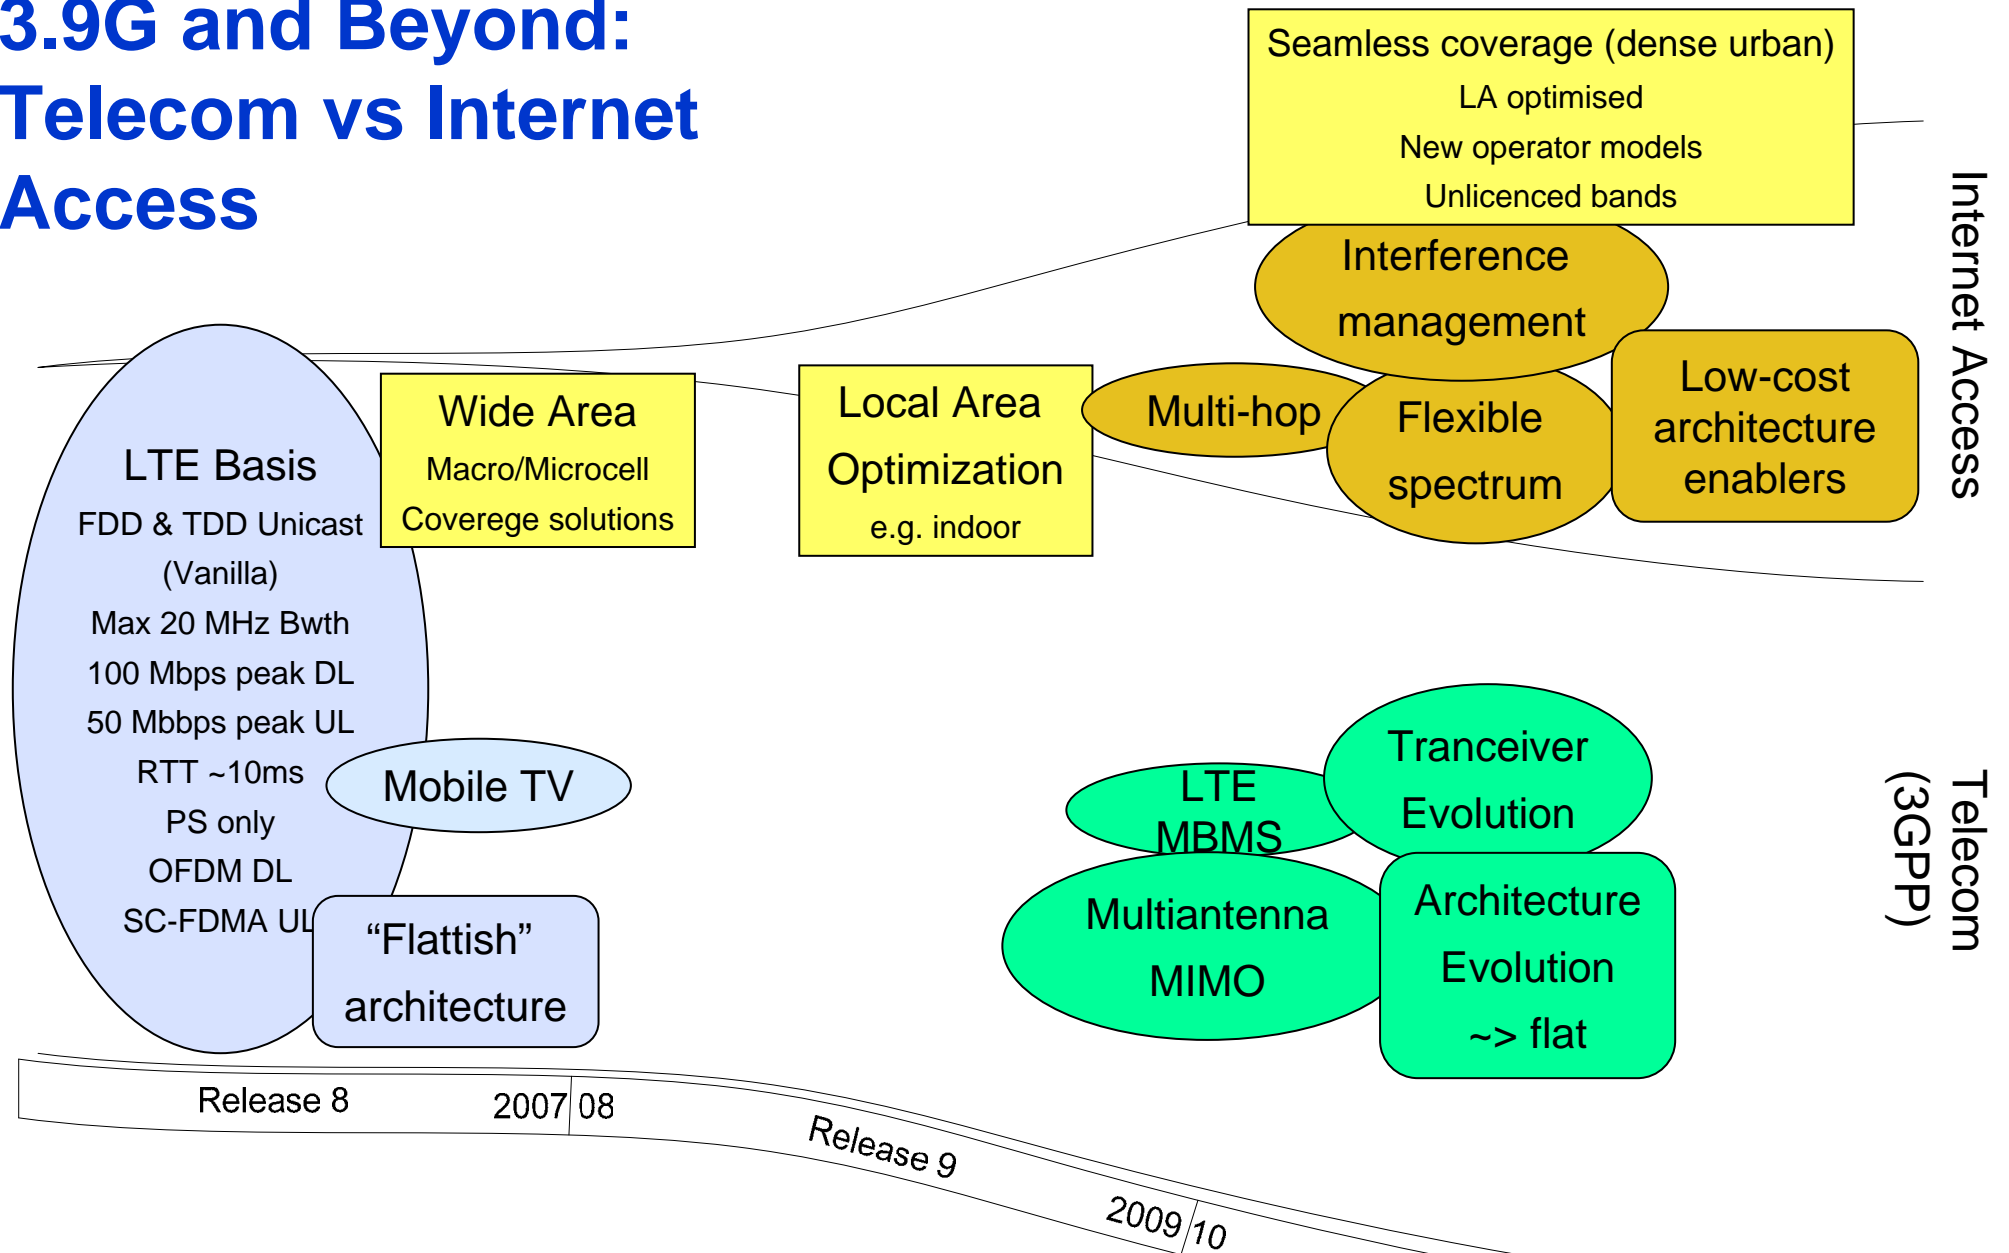 3.9G and Beyond:
Telecom vs Internet
Access
Seamless coverage (dense urban)
LA optimised
New operator models
Unlicenced bands
Interference
management
Low-cost
architecture
enablers
Multi-hop
Flexible
spectrum
Local Area
Optimization
e.g. indoor
Wide Area
Macro/Microcell
Coverege solutions
LTE Basis
FDD & TDD Unicast
(Vanilla)
Max 20 MHz Bwth
100 Mbps peak DL
50 Mbbps peak UL
RTT ~10ms
PS only
OFDM DL
SC-FDMA UL
Mobile TV
“Flattish”
architecture
LTE
MBMS
Tranceiver
Evolution
Multiantenna
MIMO
Architecture
Evolution
~> flat
Internet Access
Telecom
(3GPP)
Release 8
2007 08
Release 9
2009 10